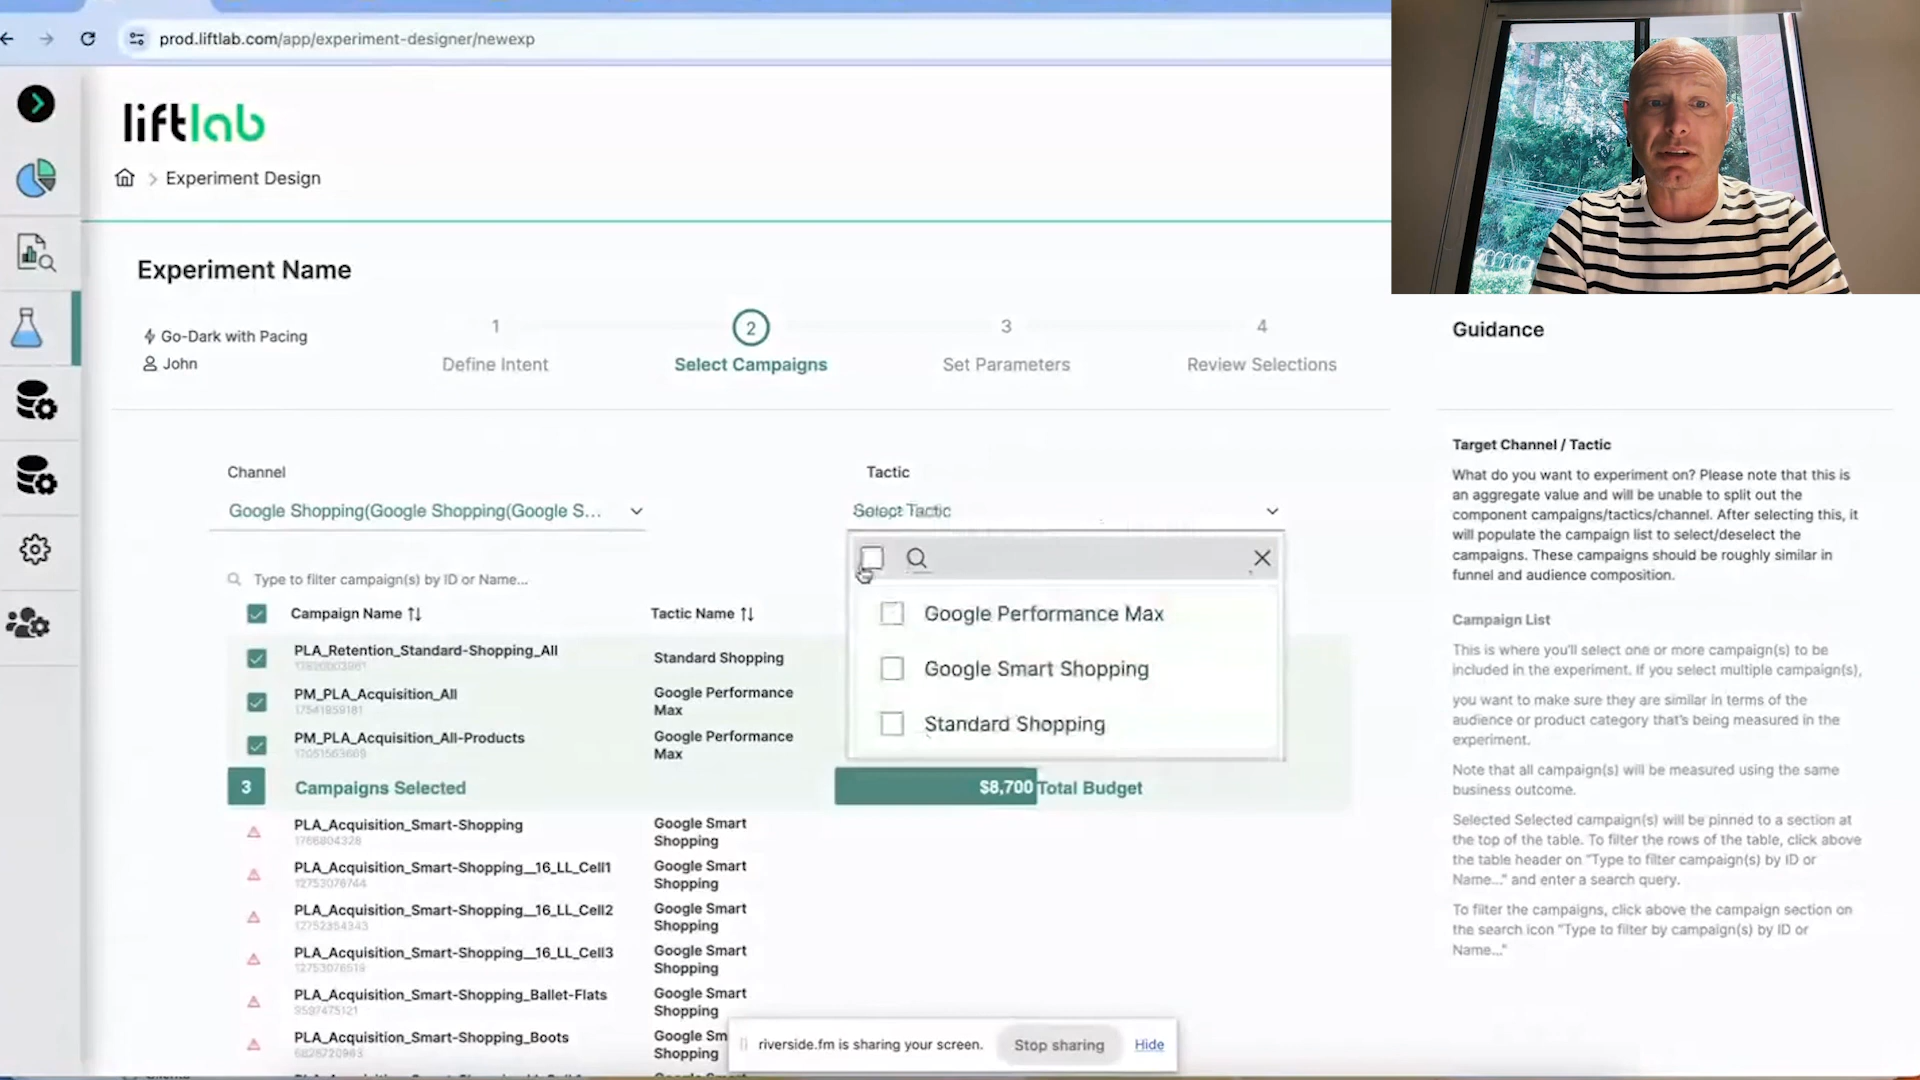 prod.liftlab.com/app/experiment-designer/newexp
liftlab
Experiment Design
Experiment Name
Go-Dark with Pacing
John
1
Define Intent
2
Select Campaigns
3
Set Parameters
4
Review Selections
Channel
Google Shopping(Google Shopping(Google S...
Tactic
Select Tactic
Google Performance Max
Google Smart Shopping
Standard Shopping
Type to filter campaign(s) by ID or Name...
Campaign Name
Tactic Name
PLA_Retention_Standard-Shopping_All
Standard Shopping
PM_PLA_Acquisition_All
17541959181
Google Performance
Max
PM_PLA_Acquisition_All-Products
Google Performance
Max
3
Campaigns Selected
$8,700 Total Budget
PLA_Acquisition_Smart-Shopping
1766804328
Google Smart
Shopping
PLA_Acquisition_Smart-Shopping__16_LL_Cell1
12753076744
Google Smart
Shopping
PLA_Acquisition_Smart-Shopping__16_LL_Cell2
12752354343
Google Smart
Shopping
PLA_Acquisition_Smart-Shopping__16_LL_Cell3
12753076519
Google Smart
Shopping
PLA_Acquisition_Smart-Shopping_Ballet-Flats
9597475121
Google Smart
Shopping
PLA_Acquisition_Smart-Shopping_Boots
6828720963
Google Sm
Shopping
riverside.fm is sharing your screen.
Stop sharing
Hide
Guidance
Target Channel / Tactic
What do you want to experiment on? Please note that this is
an aggregate value and will be unable to split out the
component campaigns/tactics/channel. After selecting this, it
will populate the campaign list to select/deselect the
campaigns. These campaigns should be roughly similar in
funnel and audience composition.
Campaign List
This is where you'll select one or more campaign(s) to be
included in the experiment. If you select multiple campaign(s),
you want to make sure they are similar in terms of the
audience or product category that's being measured in the
experiment.
Note that all campaign(s) will be measured using the same
business outcome.
Selected Selected campaign(s) will be pinned to a section at
the top of the table. To filter the rows of the table, click above
the table header on "Type to filter campaign(s) by ID or
Name..." and enter a search query.
To filter the campaigns, click above the campaign section on
the search icon "Type to filter by campaign(s) by ID or
Name..."